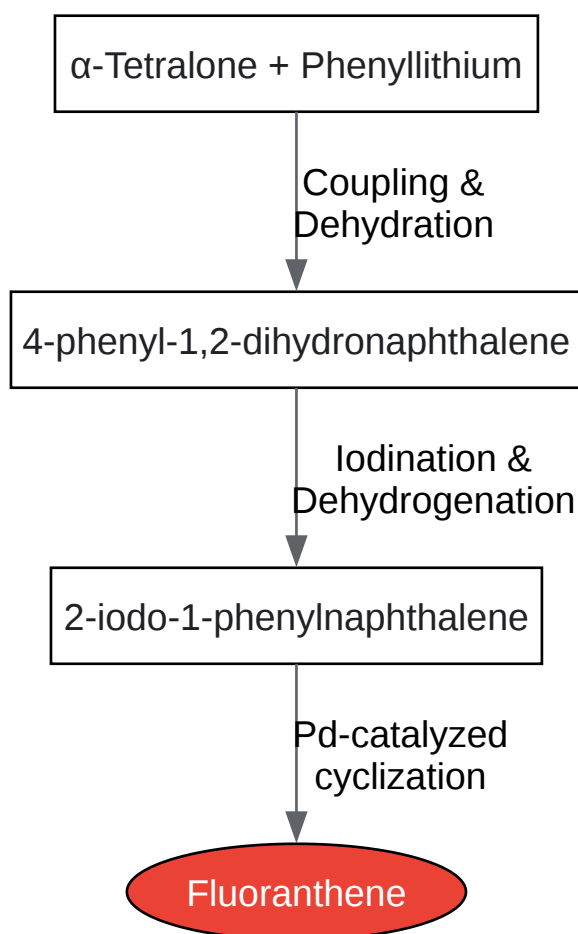 α-Tetralone + Phenyllithium
Coupling &
Dehydration
4-phenyl-1,2-dihydronaphthalene
Iodination &
Dehydrogenation
2-iodo-1-phenylnaphthalene
Pd-catalyzed
cyclization
Fluoranthene